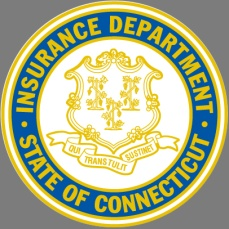 INSURANCE DEPARTMENT
QUI TRANSTULIT SUSTINET
STATE OF CONNECTICUT